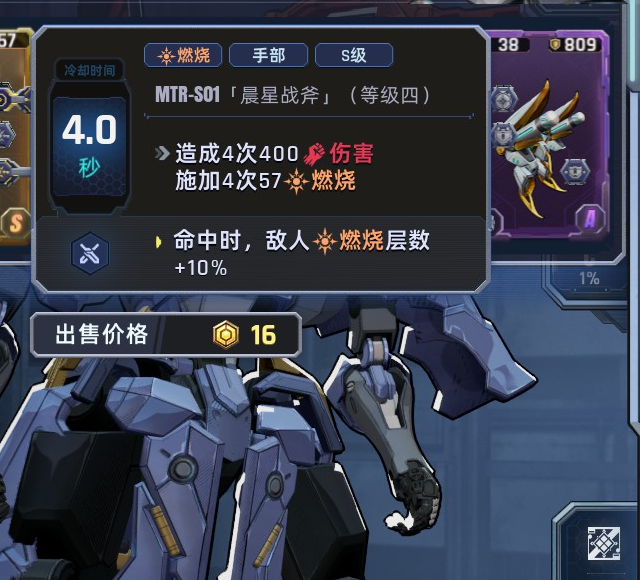 57
燃烧 手部 S级
38 809
冷却时间
MTR-S01「晨星战斧」（等级四）
4.0
秒
造成4次400伤害
施加4次57燃烧
S
A
命中时，敌人燃烧层数
+10%
1%
出售价格 16